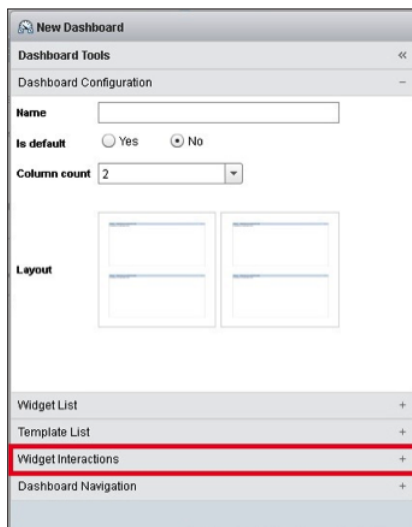 New Dashboard
Dashboard Tools «
Dashboard Configuration −
Name
Is default Yes No
Column count 2
Layout
Widget List +
Template List +
Widget Interactions +
Dashboard Navigation +